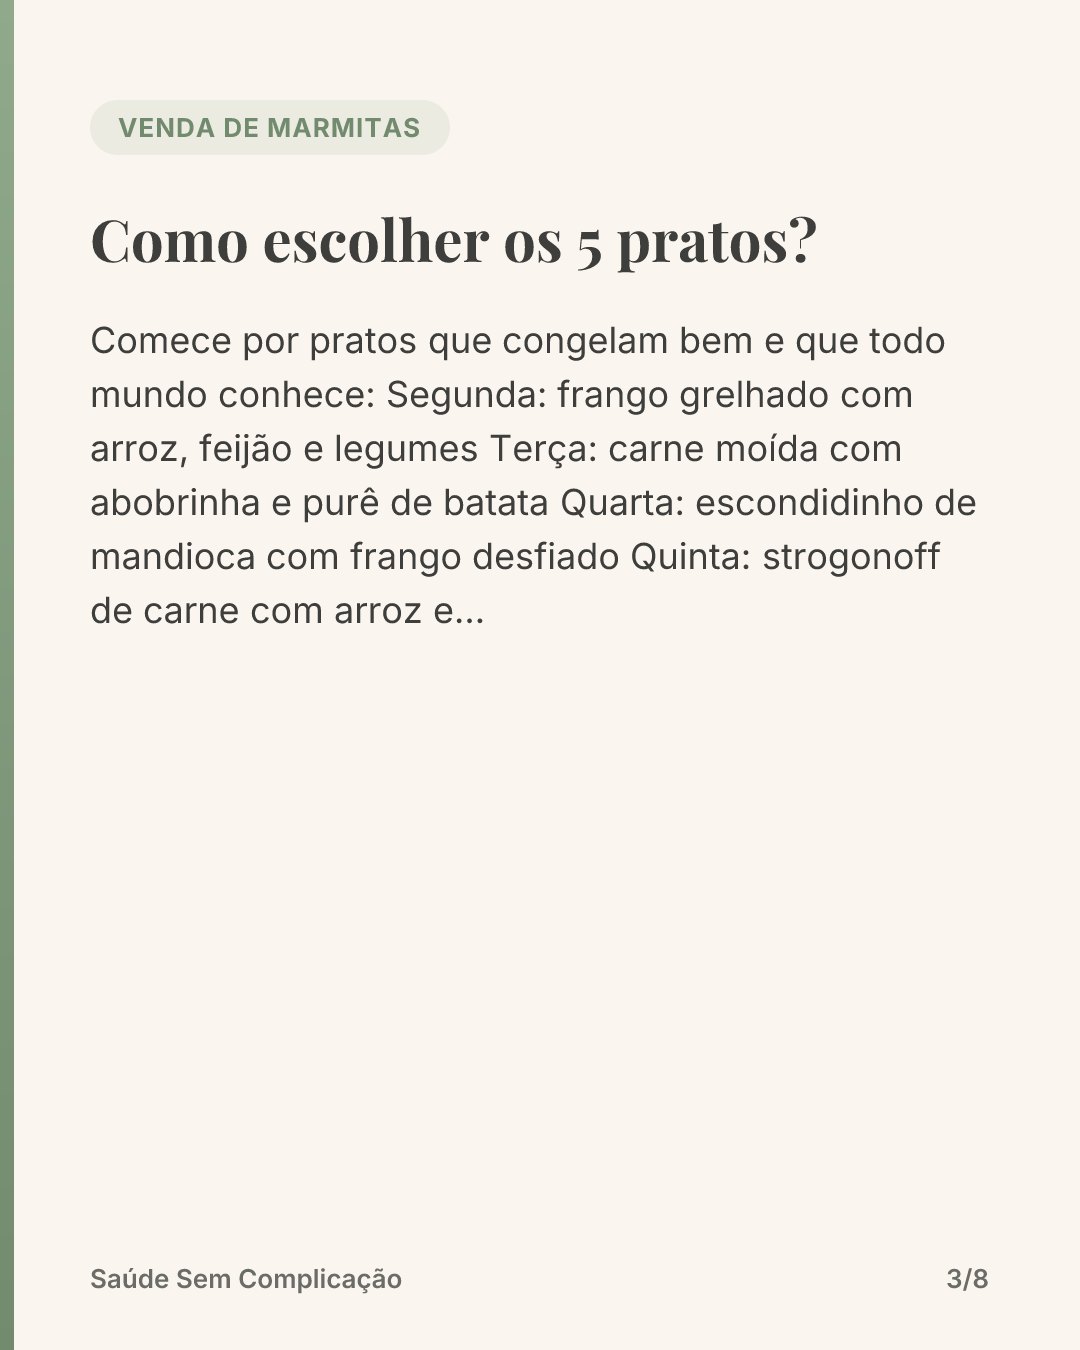 VENDA DE MARMITAS
Como escolher os 5 pratos?
Comece por pratos que congelam bem e que todo
mundo conhece: Segunda: frango grelhado com
arroz, feijão e legumes Terça: carne moída com
abobrinha e purê de batata Quarta: escondidinho de
mandioca com frango desfiado Quinta: strogonoff
de carne com arroz e...
Saúde Sem Complicação
3/8